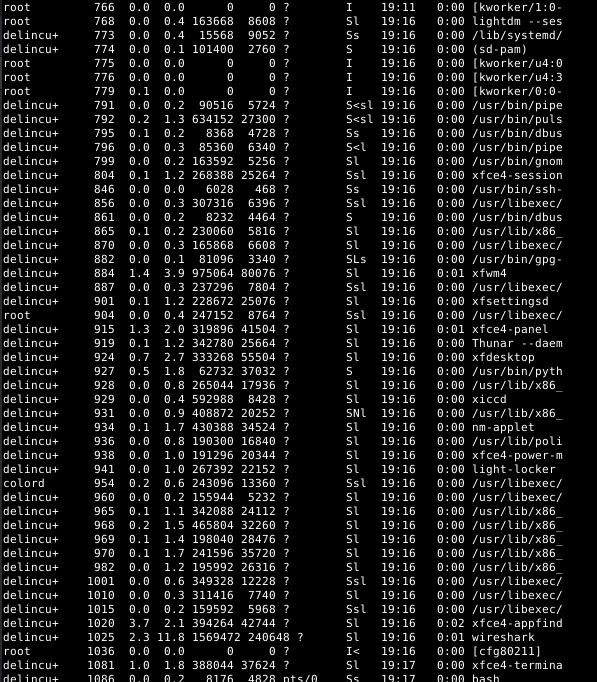 root 766 0.0 0.0 0 0 ? I 19:11 0:00 [kworker/1:0-
root 768 0.0 0.4 163668 8608 ? Sl 19:16 0:00 lightdm --ses
delincu+ 773 0.0 0.4 15568 9052 ? Ss 19:16 0:00 /lib/systemd/
delincu+ 774 0.0 0.1 101400 2760 ? S 19:16 0:00 (sd-pam)
root 775 0.0 0.0 0 0 ? I 19:16 0:00 [kworker/u4:0
root 776 0.0 0.0 0 0 ? I 19:16 0:00 [kworker/u4:3
root 779 0.1 0.0 0 0 ? I 19:16 0:00 [kworker/0:0-
delincu+ 791 0.0 0.2 90516 5724 ? S<sl 19:16 0:00 /usr/bin/pipe
delincu+ 792 0.2 1.3 634152 27300 ? S<sl 19:16 0:00 /usr/bin/puls
delincu+ 795 0.1 0.2 8368 4728 ? Ss 19:16 0:00 /usr/bin/dbus
delincu+ 796 0.0 0.3 85360 6340 ? S<l 19:16 0:00 /usr/bin/pipe
delincu+ 799 0.0 0.2 163592 5256 ? Sl 19:16 0:00 /usr/bin/gnom
delincu+ 804 0.1 1.2 268388 25264 ? Ssl 19:16 0:00 xfce4-session
delincu+ 846 0.0 0.0 6028 468 ? Ss 19:16 0:00 /usr/bin/ssh-
delincu+ 856 0.0 0.3 307316 6396 ? Ssl 19:16 0:00 /usr/libexec/
delincu+ 861 0.0 0.2 8232 4464 ? S 19:16 0:00 /usr/bin/dbus
delincu+ 865 0.1 0.2 230060 5816 ? Sl 19:16 0:00 /usr/lib/x86_
delincu+ 870 0.0 0.3 165868 6608 ? Sl 19:16 0:00 /usr/libexec/
delincu+ 882 0.0 0.1 81096 3340 ? SLs 19:16 0:00 /usr/bin/gpg-
delincu+ 884 1.4 3.9 975064 80076 ? Sl 19:16 0:01 xfwm4
delincu+ 887 0.0 0.3 237296 7804 ? Ssl 19:16 0:00 /usr/libexec/
delincu+ 901 0.1 1.2 228672 25076 ? Sl 19:16 0:00 xfsettingsd
root 904 0.0 0.4 247152 8764 ? Ssl 19:16 0:00 /usr/libexec/
delincu+ 915 1.3 2.0 319896 41504 ? Sl 19:16 0:01 xfce4-panel
delincu+ 919 0.1 1.2 342780 25664 ? Sl 19:16 0:00 Thunar --daem
delincu+ 924 0.7 2.7 333268 55504 ? Sl 19:16 0:00 xfdesktop
delincu+ 927 0.5 1.8 62732 37032 ? S 19:16 0:00 /usr/bin/pyth
delincu+ 928 0.0 0.8 265044 17936 ? Sl 19:16 0:00 /usr/lib/x86_
delincu+ 929 0.0 0.4 592988 8428 ? Sl 19:16 0:00 xiccd
delincu+ 931 0.0 0.9 408872 20252 ? SNl 19:16 0:00 /usr/lib/x86_
delincu+ 934 0.1 1.7 430388 34524 ? Sl 19:16 0:00 nm-applet
delincu+ 936 0.0 0.8 190300 16840 ? Sl 19:16 0:00 /usr/lib/poli
delincu+ 938 0.0 1.0 191296 20344 ? Sl 19:16 0:00 xfce4-power-m
delincu+ 941 0.0 1.0 267392 22152 ? Sl 19:16 0:00 light-locker
colord 954 0.2 0.6 243096 13360 ? Ssl 19:16 0:00 /usr/libexec/
delincu+ 960 0.0 0.2 155944 5232 ? Sl 19:16 0:00 /usr/libexec/
delincu+ 965 0.1 1.1 342088 24112 ? Sl 19:16 0:00 /usr/lib/x86_
delincu+ 968 0.2 1.5 465804 32260 ? Sl 19:16 0:00 /usr/lib/x86_
delincu+ 969 0.1 1.4 198040 28476 ? Sl 19:16 0:00 /usr/lib/x86_
delincu+ 970 0.1 1.7 241596 35720 ? Sl 19:16 0:00 /usr/lib/x86_
delincu+ 982 0.0 1.2 195992 26316 ? Sl 19:16 0:00 /usr/lib/x86_
delincu+ 1001 0.0 0.6 349328 12228 ? Ssl 19:16 0:00 /usr/libexec/
delincu+ 1010 0.0 0.3 311416 7740 ? Sl 19:16 0:00 /usr/libexec/
delincu+ 1015 0.0 0.2 159592 5968 ? Ssl 19:16 0:00 /usr/libexec/
delincu+ 1020 3.7 2.1 394264 42744 ? Sl 19:16 0:02 xfce4-appfind
delincu+ 1025 2.3 11.8 1569472 240648 ? Sl 19:16 0:01 wireshark
root 1036 0.0 0.0 0 0 ? I< 19:16 0:00 [cfg80211]
delincu+ 1081 1.0 1.8 388044 37624 ? Sl 19:17 0:00 xfce4-termina
delincu+ 1086 0.0 0.2 8176 4828 pts/0 Ss 19:17 0:00 bash